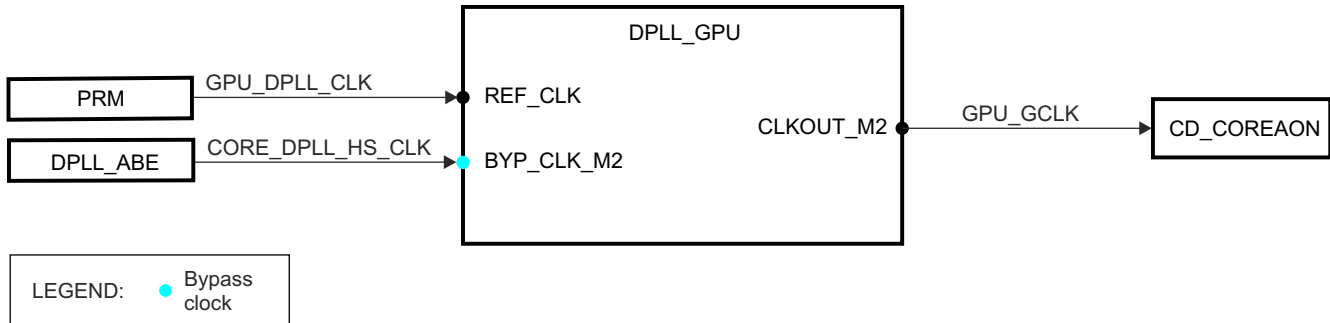 DPLL_GPU
PRM
GPU_DPLL_CLK
REF_CLK
CLKOUT_M2
GPU_GCLK
CD_COREAON
DPLL_ABE
CORE_DPLL_HS_CLK
BYP_CLK_M2
LEGEND:
Bypass
clock